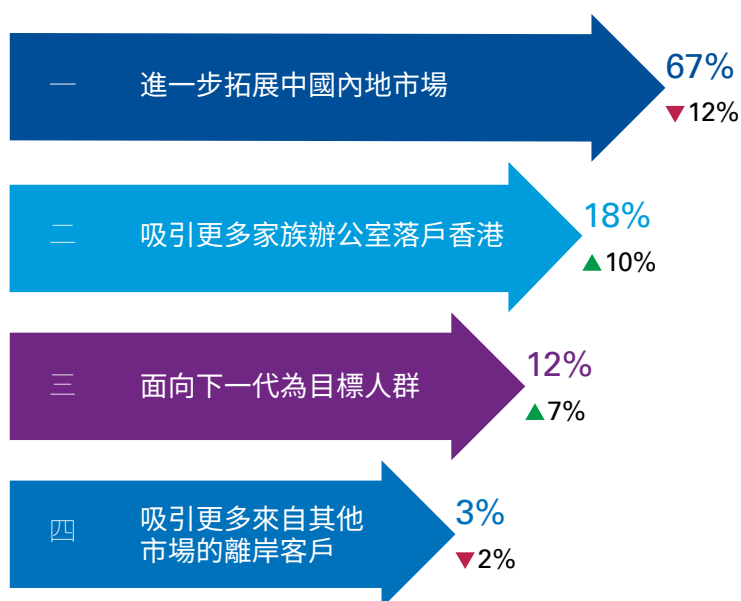 一 進一步拓展中國內地市場 67%
▼12%
二 吸引更多家族辦公室落戶香港 18%
▲10%
三 面向下一代為目標人群 12%
▲7%
四 吸引更多來自其他
市場的離岸客戶
3%
▼2%